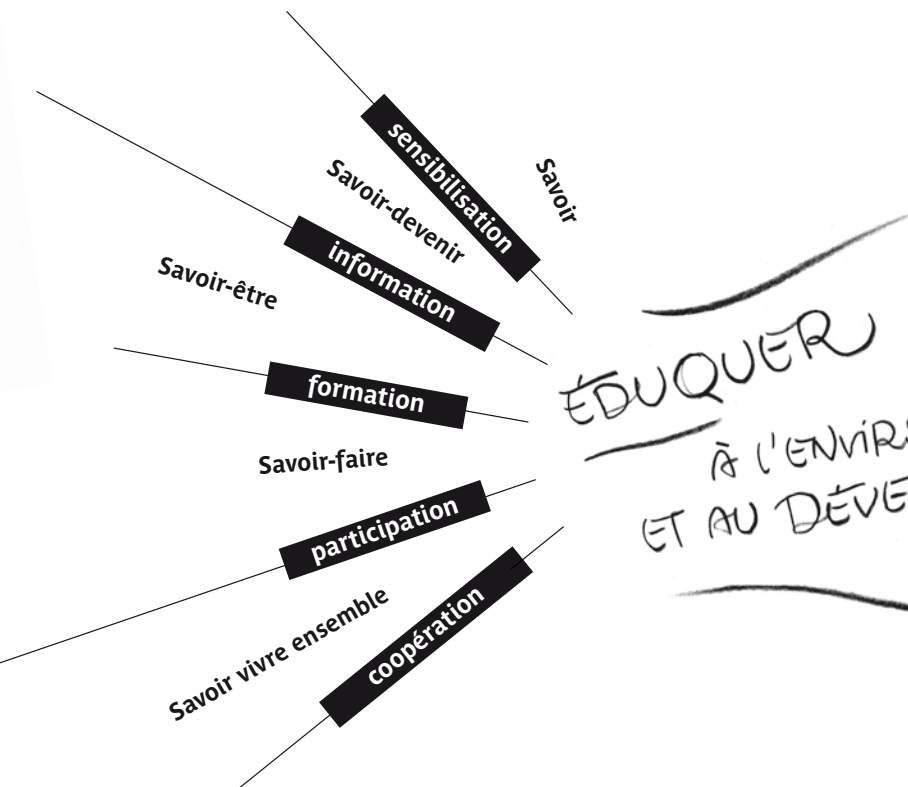 Savoir
sensibilisation
Savoir-devenir
information
Savoir-être
formation
Savoir-faire
participation
Savoir vivre ensemble
coopération
ÉDUQUER
À L'ENVIR
ET AU DÉVE